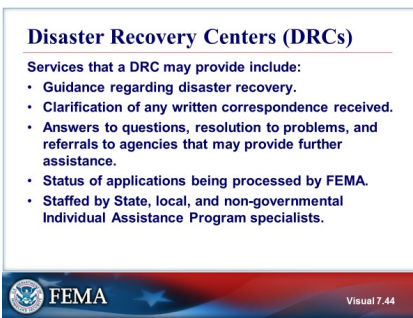 Disaster Recovery Centers (DRCs)
Services that a DRC may provide include:
• Guidance regarding disaster recovery.
• Clarification of any written correspondence received.
• Answers to questions, resolution to problems, and
referrals to agencies that may provide further
assistance.
• Status of applications being processed by FEMA.
• Staffed by State, local, and non-governmental
Individual Assistance Program specialists.
FEMA
Visual 7.44